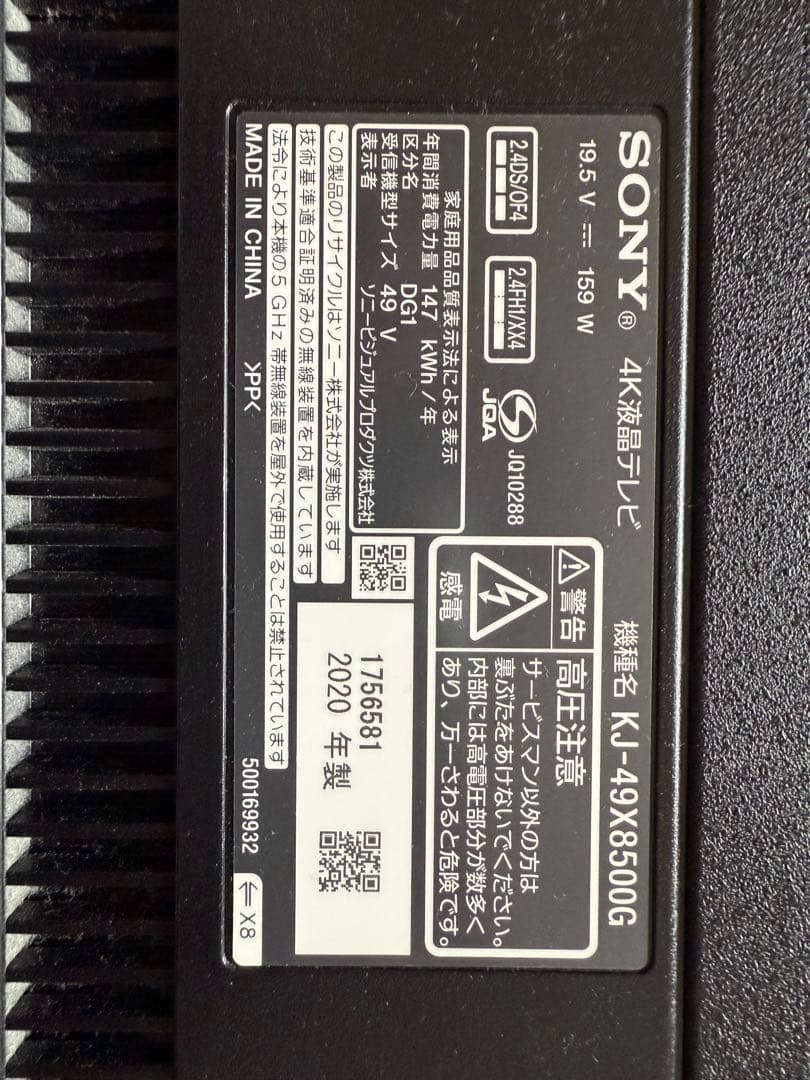 SONY® 4K液晶テレビ 機種名 KJ-49X8500G
19.5 V ⎓ 159 W
2.4DS/OF4
2.4FH1/XX4
JQA
JQ10288
家庭用品品質表示法による表示
年間消費電力量 147 kWh/年
区分名 DG1
受信機型サイズ 49 V
表示者 ソニービジュアルプロダクツ株式会社
この製品のリサイクルはソニー株式会社が実施します
技術基準適合証明済みの無線装置を内蔵しています
法令により本機の5 GHz 帯無線装置を屋外で使用することは禁止されています
MADE IN CHINA >PP<
警告 高圧注意
感電
サービスマン以外の方は
裏ぶたをあけないでください。
内部には高電圧部分が数多く
あり、万一さわると危険です。
1756581
2020 年製
500169932
⇐ X8